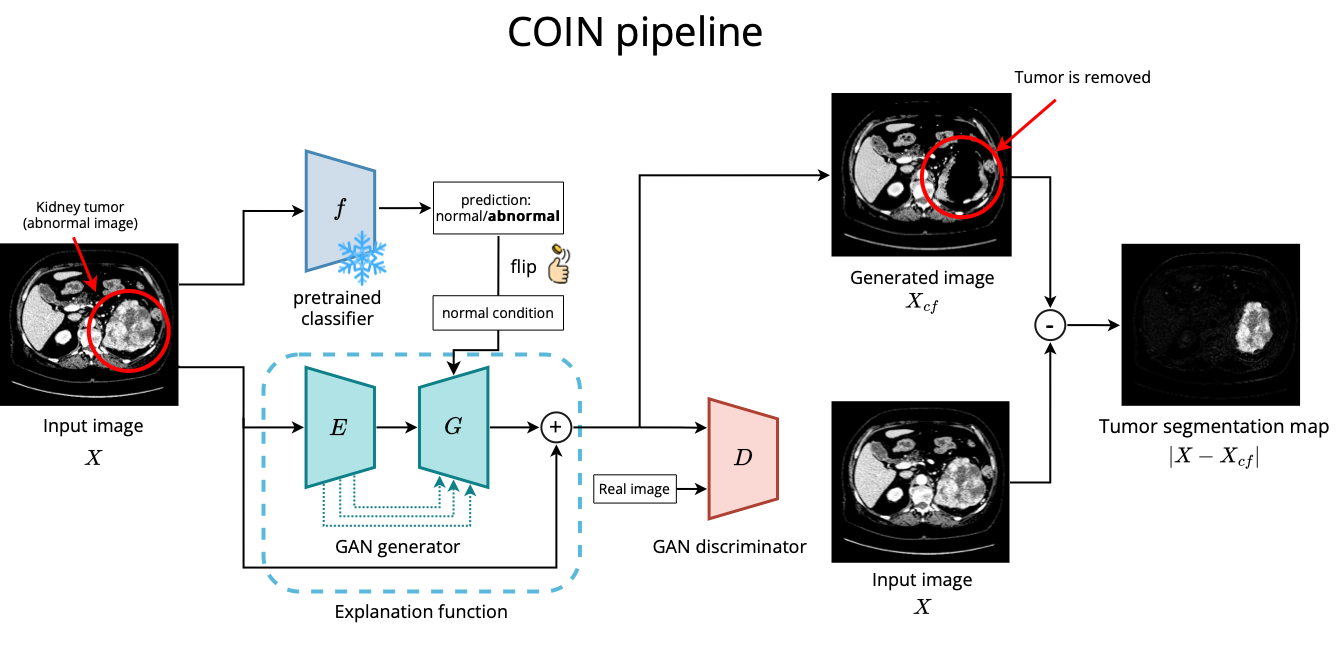 COIN pipeline
Tumor is removed
Kidney tumor
(abnormal image)
f
prediction:
normal/abnormal
flip
pretrained
classifier
normal condition
Generated image
X_{cf}
-
Input image
X
E
G
+
D
Real image
GAN generator
GAN discriminator
Explanation function
Input image
X
Tumor segmentation map
|X − X_{cf}|